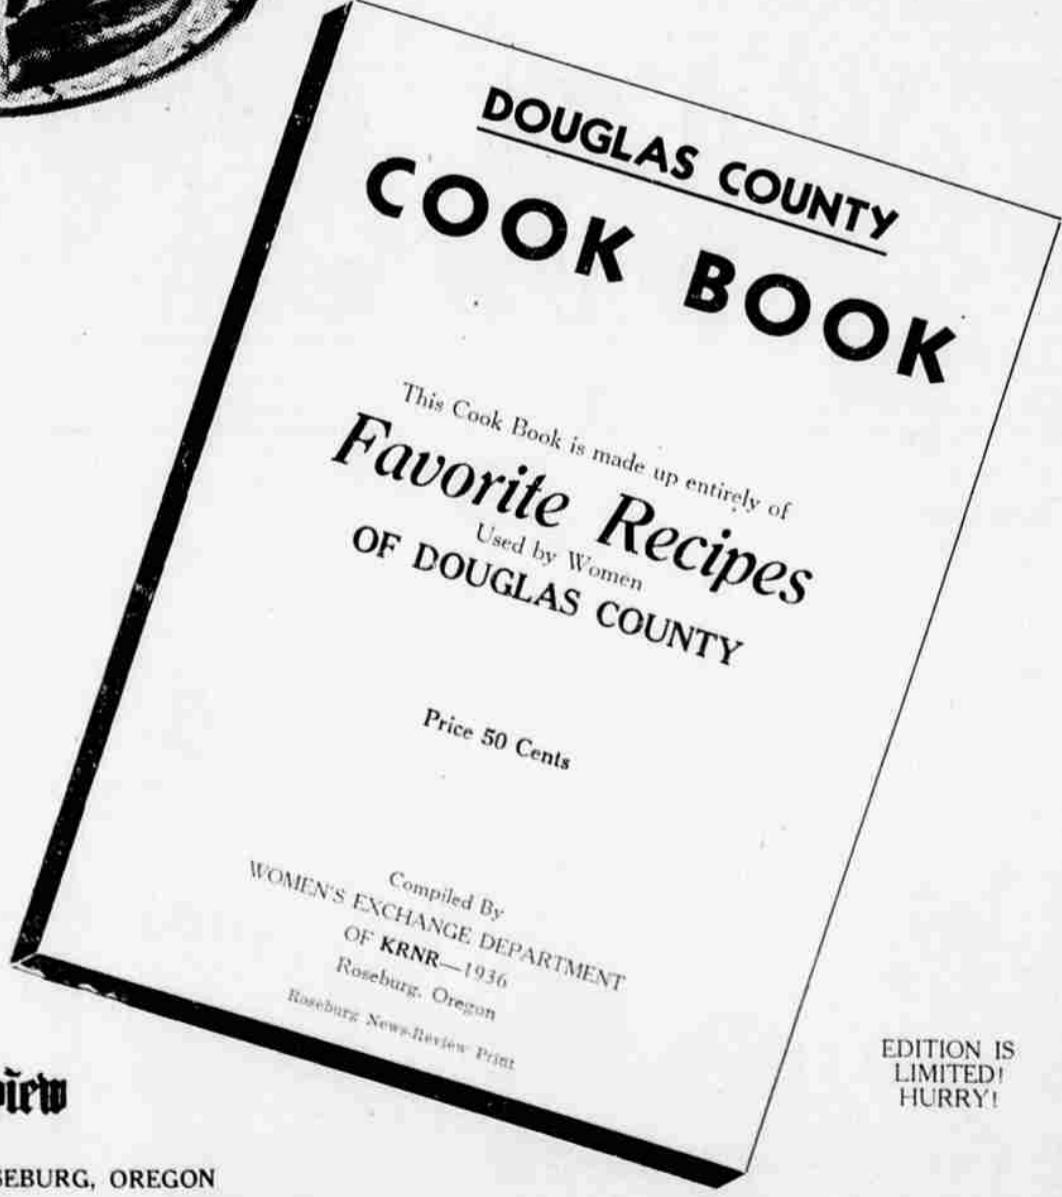 DOUGLAS COUNTY
COOK BOOK
This Cook Book is made up entirely of
Favorite Recipes
Used by Women
OF DOUGLAS COUNTY
Price 50 Cents
Compiled By
WOMEN'S EXCHANGE DEPARTMENT
OF KRNR—1936
Roseburg, Oregon
Roseburg News-Review Print
EDITION IS
LIMITED!
HURRY!
view
SEBURG, OREGON